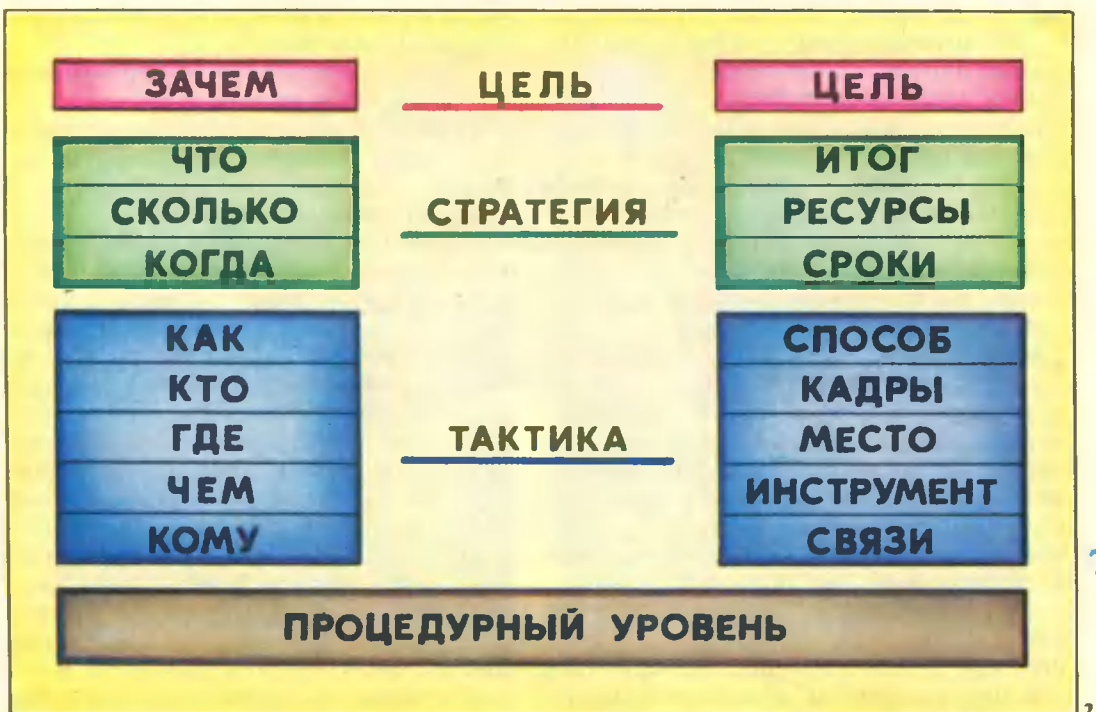 ЗАЧЕМ ЦЕЛЬ ЦЕЛЬ
ЧТО ИТОГ
СКОЛЬКО СТРАТЕГИЯ РЕСУРСЫ
КОГДА СРОКИ
КАК СПОСОБ
КТО КАДРЫ
ГДЕ ТАКТИКА МЕСТО
ЧЕМ ИНСТРУМЕНТ
КОМУ СВЯЗИ
ПРОЦЕДУРНЫЙ УРОВЕНЬ